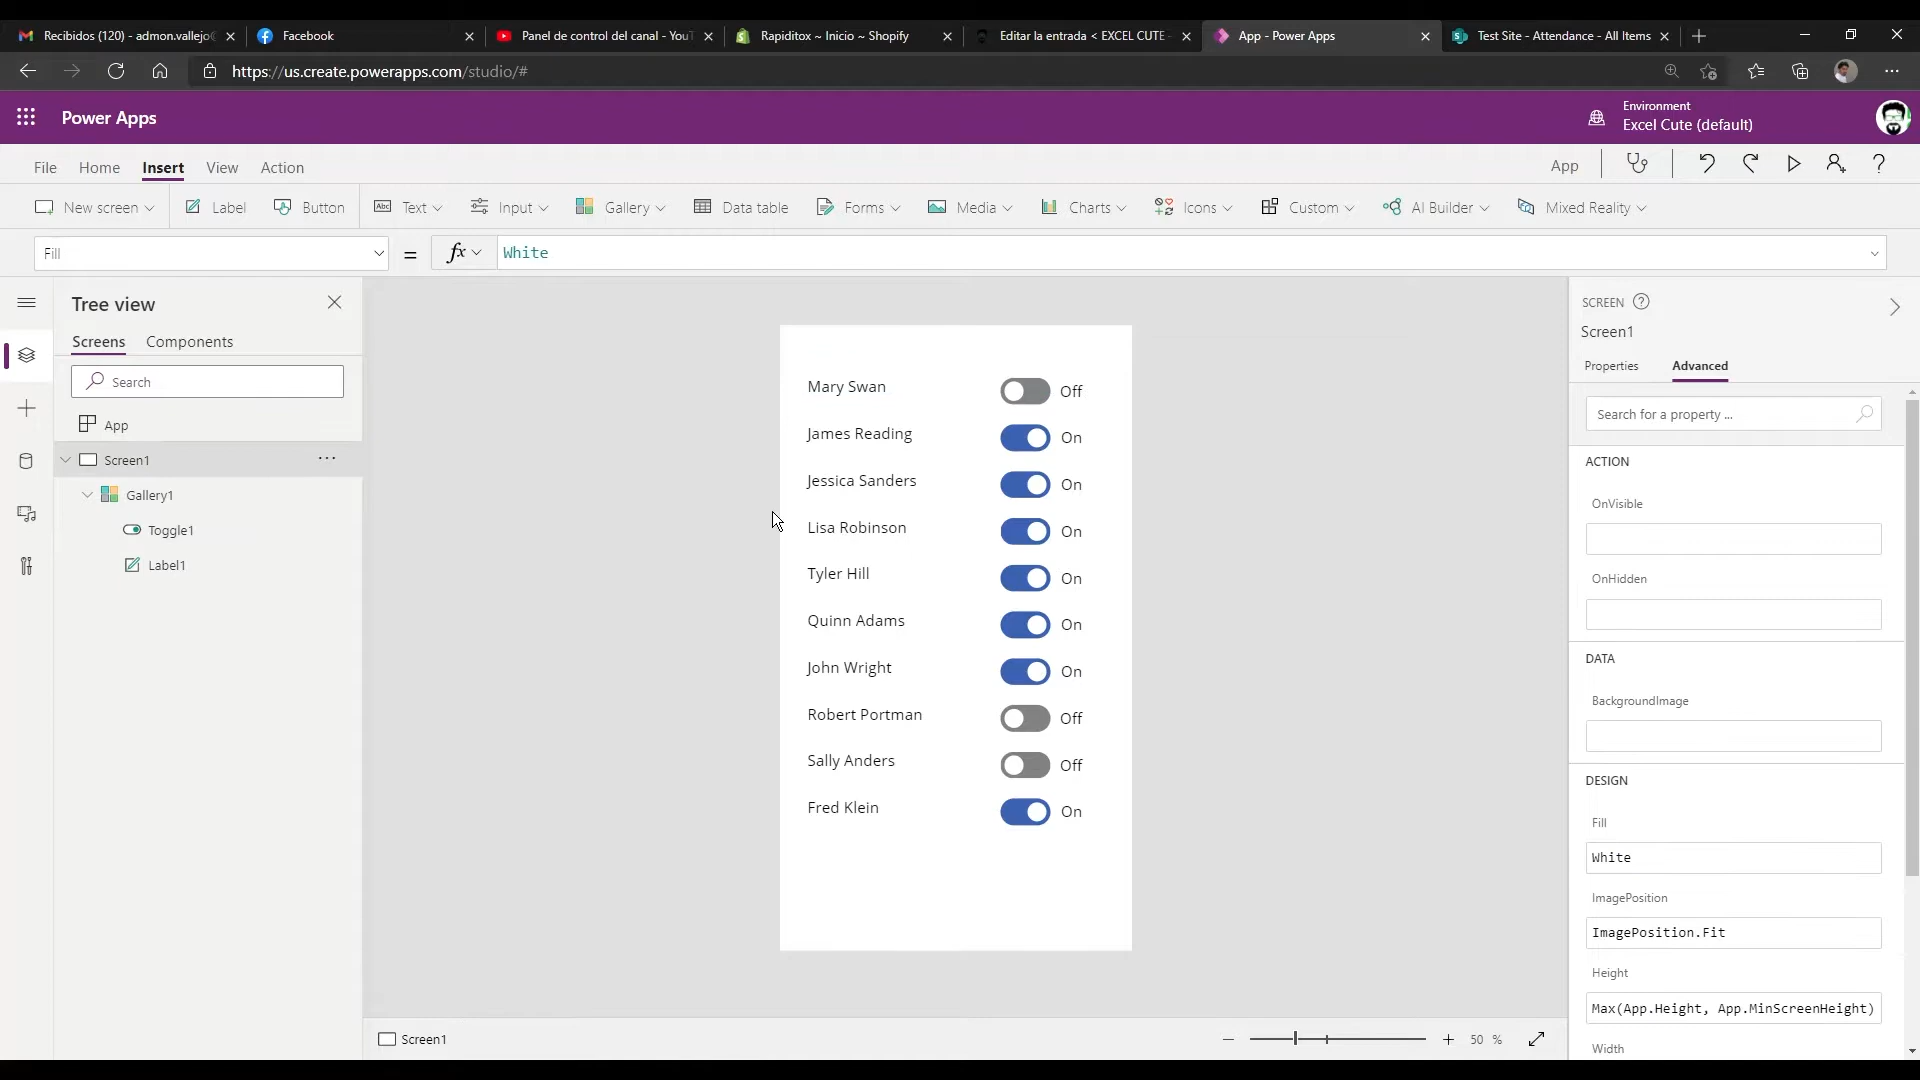 Recibidos (120) - admon.vallejo@
Facebook
Panel de control del canal - YouT
Rapiditox ~ Inicio ~ Shopify
Editar la entrada < EXCEL CUTE -
App - Power Apps
Test Site - Attendance - All Items
https://us.create.powerapps.com/studio/#
Power Apps
Environment
Excel Cute (default)
File
Home
Insert
View
Action
App
New screen
Label
Button
Abc
Text
Input
Gallery
Data table
Forms
Media
Charts
Icons
Custom
AI Builder
Mixed Reality
Fill
=
fx
White
Tree view
Screens
Components
Search
App
Screen1
Gallery1
Toggle1
Label1
Mary Swan Off
James Reading On
Jessica Sanders On
Lisa Robinson On
Tyler Hill On
Quinn Adams On
John Wright On
Robert Portman Off
Sally Anders Off
Fred Klein On
Screen1
50 %
SCREEN
Screen1
Properties
Advanced
Search for a property ...
ACTION
OnVisible
OnHidden
DATA
BackgroundImage
DESIGN
Fill
White
ImagePosition
ImagePosition.Fit
Height
Max(App.Height, App.MinScreenHeight)
Width